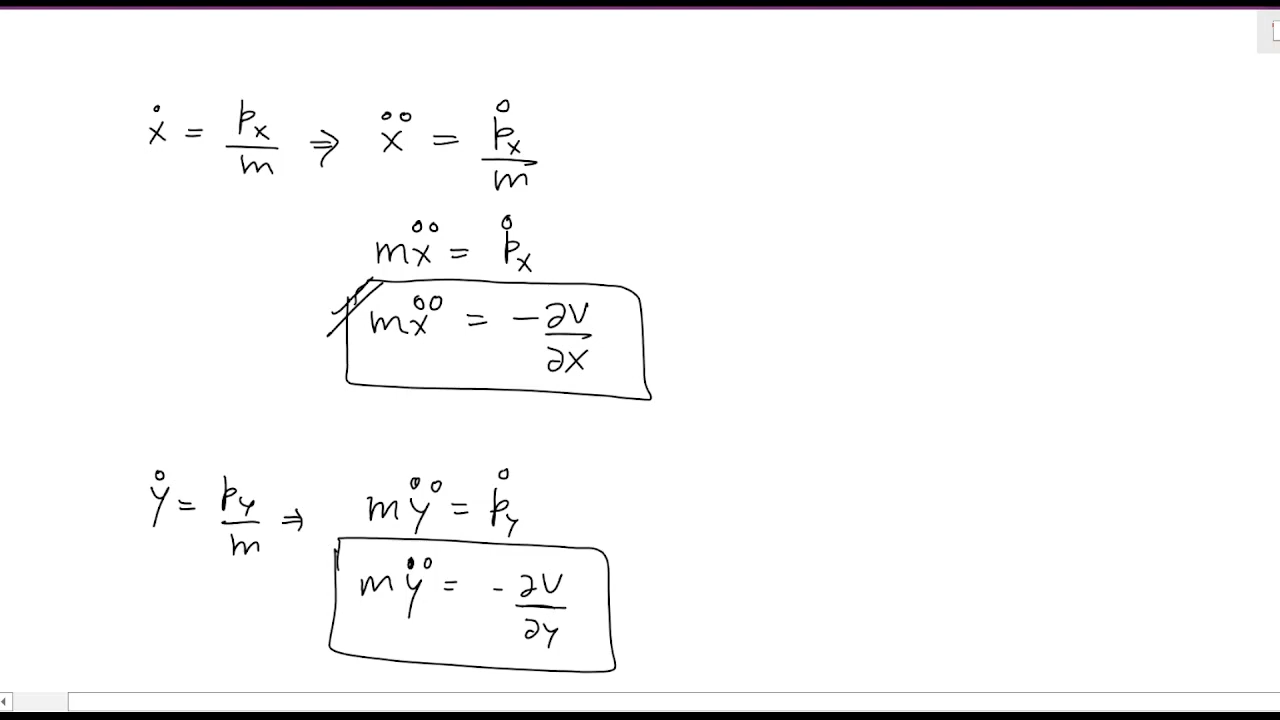 ẋ = pₓ/m ⇒ ẍ = ṗₓ/m
mẍ = ṗₓ
mẍ = -∂V/∂x
ẏ = p_y/m ⇒ mÿ = ṗ_y
mÿ = -∂V/∂y